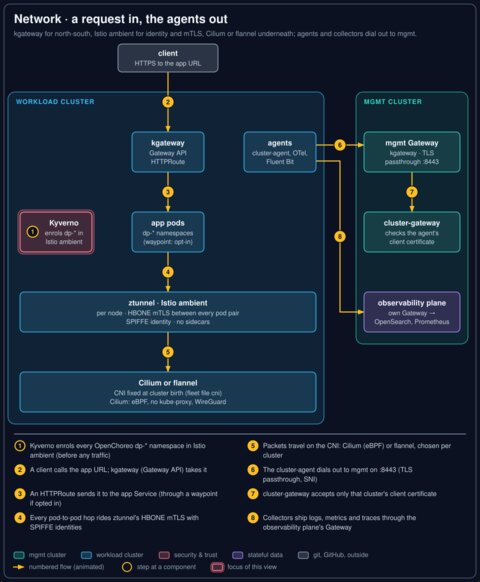 Network · a request in, the agents out
kgateway for north-south, Istio ambient for identity and mTLS, Cilium or flannel underneath; agents and collectors dial out to mgmt.
client
HTTPS to the app URL
WORKLOAD CLUSTER
MGMT CLUSTER
2
kgateway
Gateway API
HTTPRoute
agents
cluster-agent, OTel,
Fluent Bit
6
mgmt Gateway
kgateway · TLS
passthrough :8443
3
7
1
Kyverno
enrols dp-* in
Istio ambient
app pods
dp-* namespaces
(waypoint: opt-in)
8
cluster-gateway
checks the agent's
client certificate
4
ztunnel · Istio ambient
per node · HBONE mTLS between every pod pair
SPIFFE identity · no sidecars
observability plane
own Gateway →
OpenSearch, Prometheus
5
Cilium or flannel
CNI fixed at cluster birth (fleet file cni)
Cilium: eBPF, no kube-proxy, WireGuard
1 Kyverno enrols every OpenChoreo dp-* namespace in Istio
ambient (before any traffic)
2 A client calls the app URL; kgateway (Gateway API) takes it
3 An HTTPRoute sends it to the app Service (through a waypoint
if opted in)
4 Every pod-to-pod hop rides ztunnel's HBONE mTLS with
SPIFFE identities
5 Packets travel on the CNI: Cilium (eBPF) or flannel, chosen per
cluster
6 The cluster-agent dials out to mgmt on :8443 (TLS
passthrough, SNI)
7 cluster-gateway accepts only that cluster's client certificate
8 Collectors ship logs, metrics and traces through the
observability plane's Gateway
mgmt cluster
workload cluster
security & trust
stateful data
git, GitHub, outside
numbered flow (animated)
step at a component
focus of this view